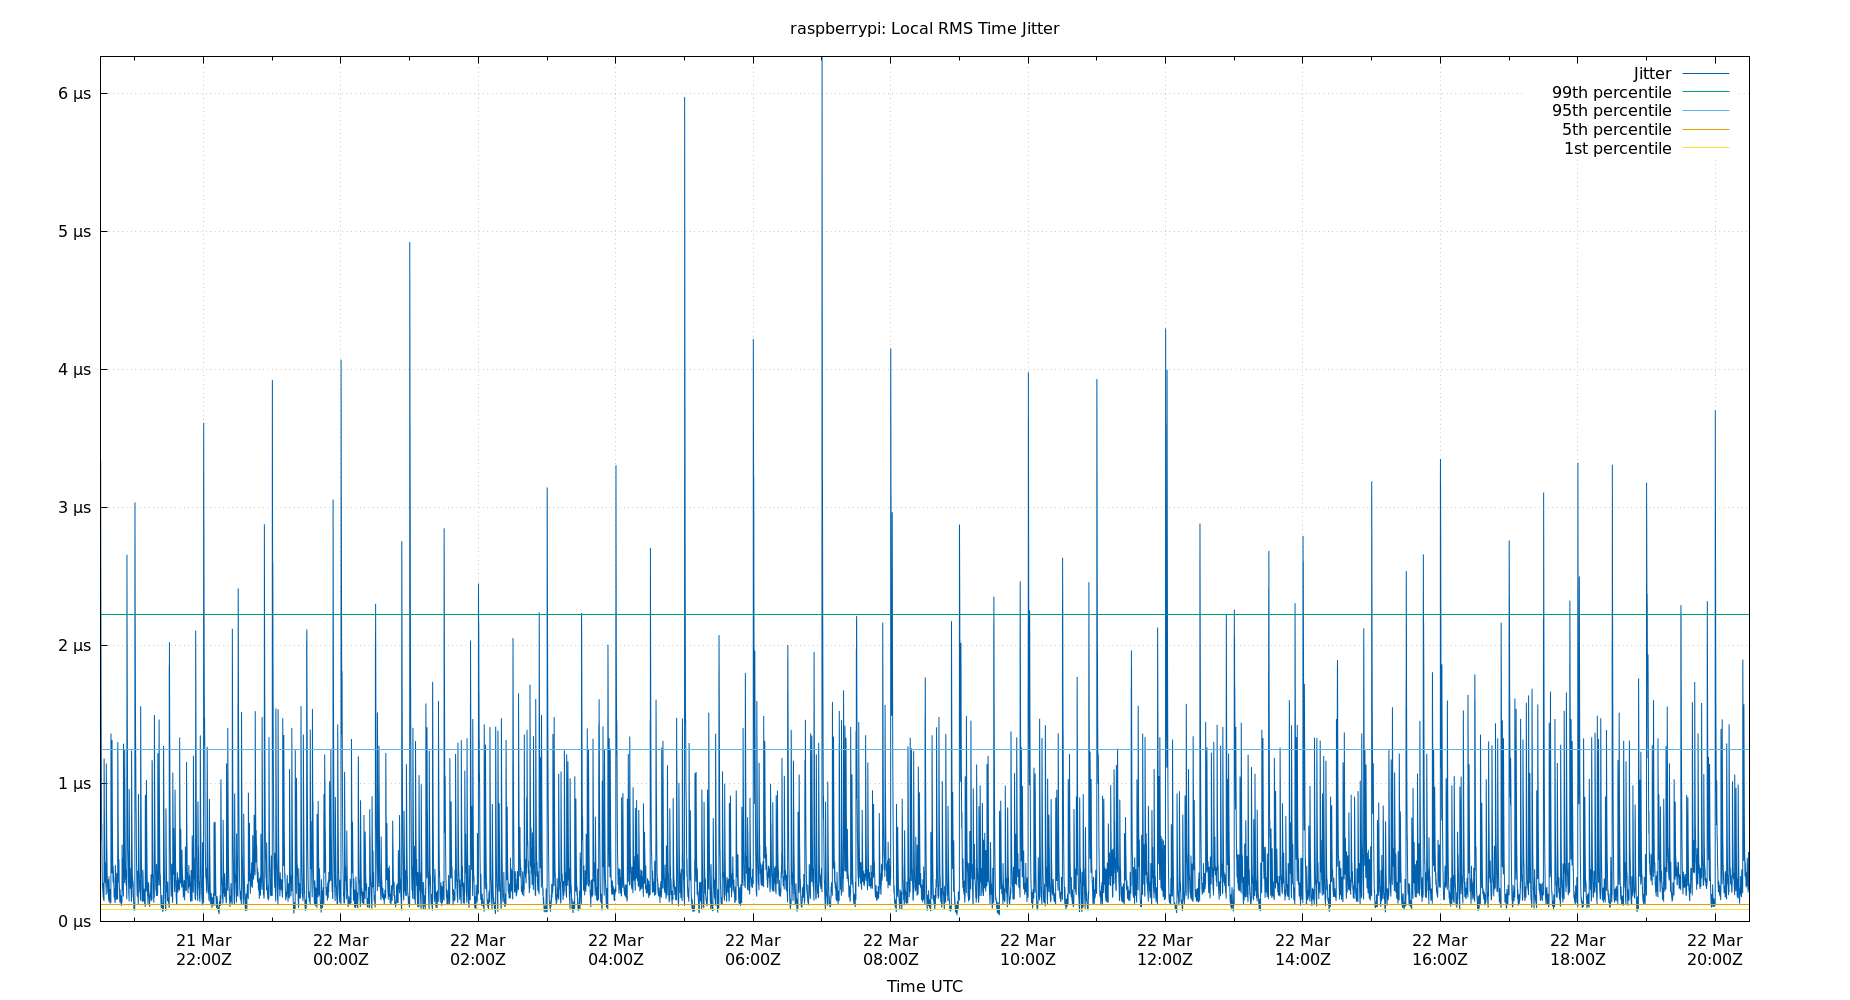 raspberrypi: Local RMS Time Jitter
Jitter
99th percentile
95th percentile
5th percentile
1st percentile
6 µs
5 µs
4 µs
3 µs
2 µs
1 µs
0 µs
21 Mar 22 Mar 22 Mar 22 Mar 22 Mar 22 Mar 22 Mar 22 Mar 22 Mar 22 Mar 22 Mar 22 Mar
22:00Z 00:00Z 02:00Z 04:00Z 06:00Z 08:00Z 10:00Z 12:00Z 14:00Z 16:00Z 18:00Z 20:00Z
Time UTC